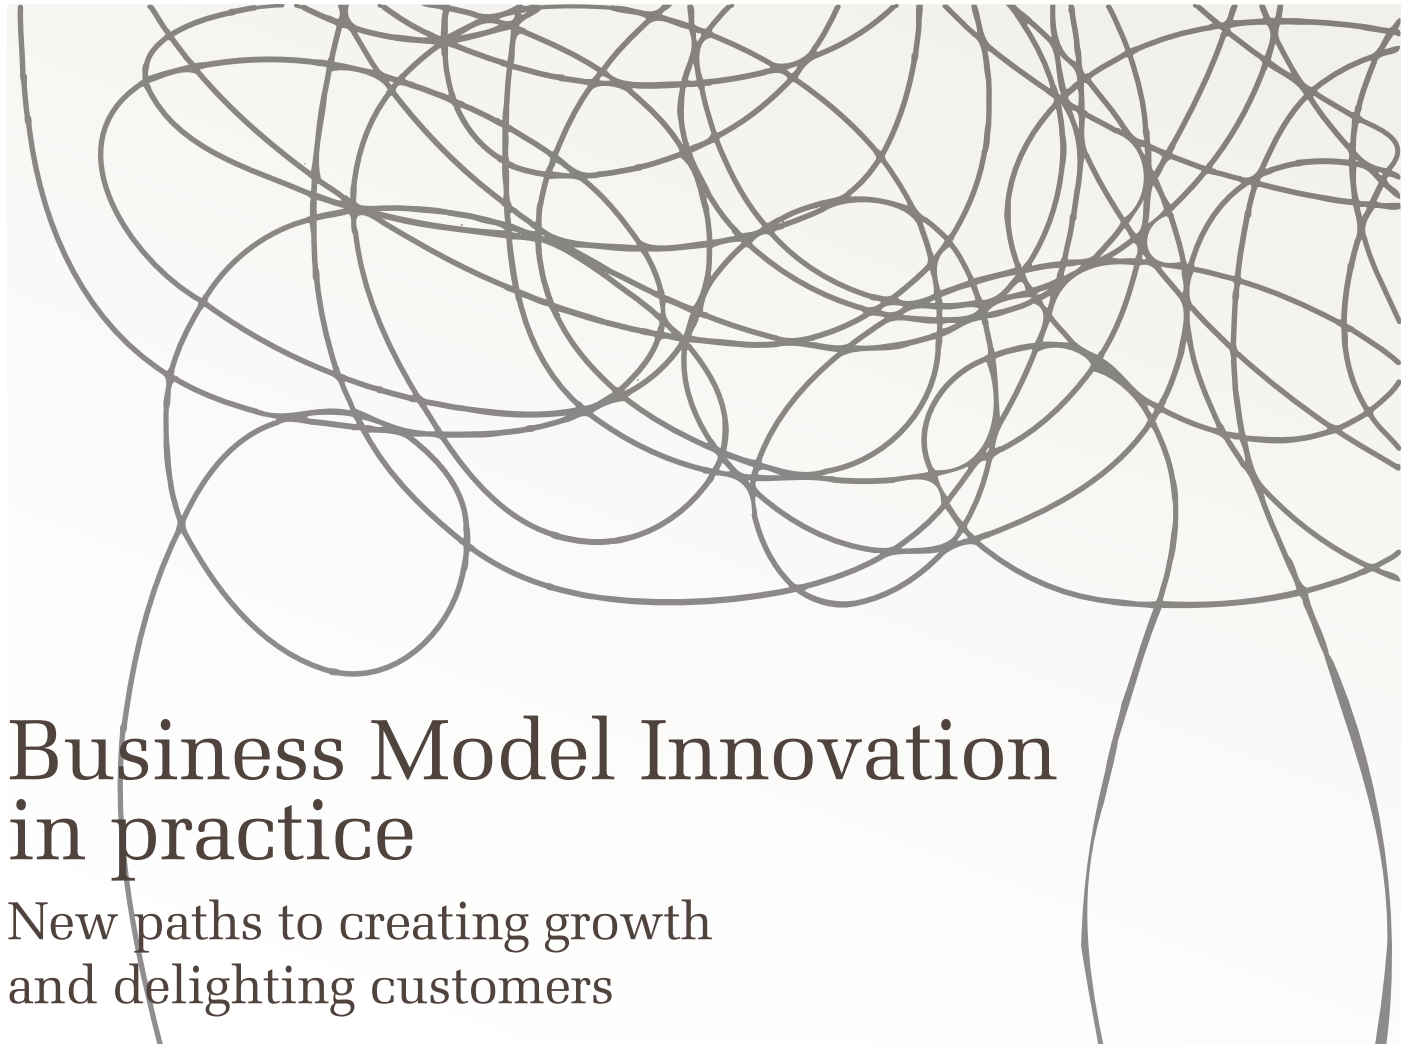 Business Model Innovation
in practice
New paths to creating growth
and delighting customers